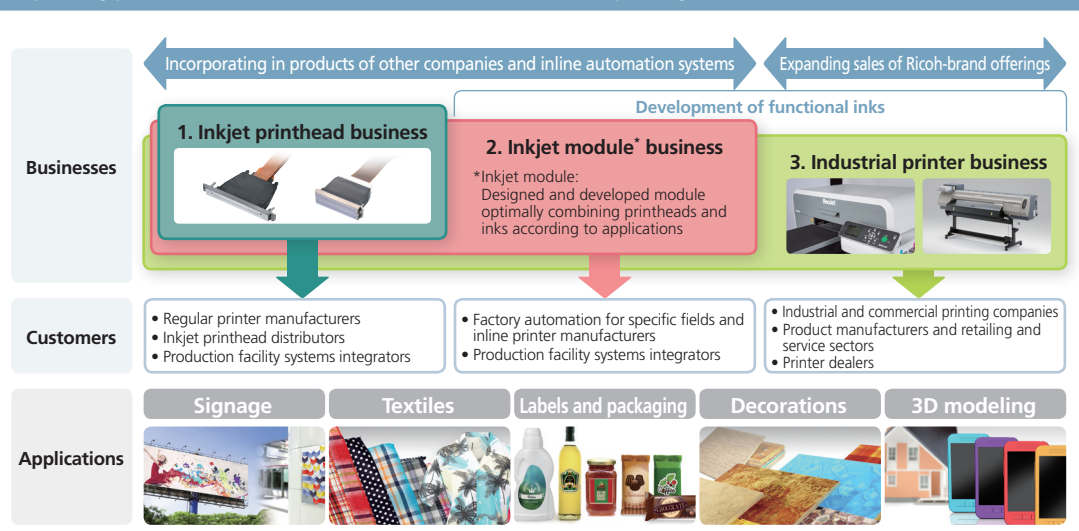 Incorporating in products of other companies and inline automation systems
Expanding sales of Ricoh-brand offerings
Development of functional inks
Businesses
1. Inkjet printhead business
2. Inkjet module* business
*Inkjet module:
Designed and developed module
optimally combining printheads and
inks according to applications
3. Industrial printer business
Customers
• Regular printer manufacturers
• Inkjet printhead distributors
• Production facility systems integrators
• Factory automation for specific fields and
inline printer manufacturers
• Production facility systems integrators
• Industrial and commercial printing companies
• Product manufacturers and retailing and
service sectors
• Printer dealers
Applications
Signage
Textiles
Labels and packaging
Decorations
3D modeling
CHOCOLATE